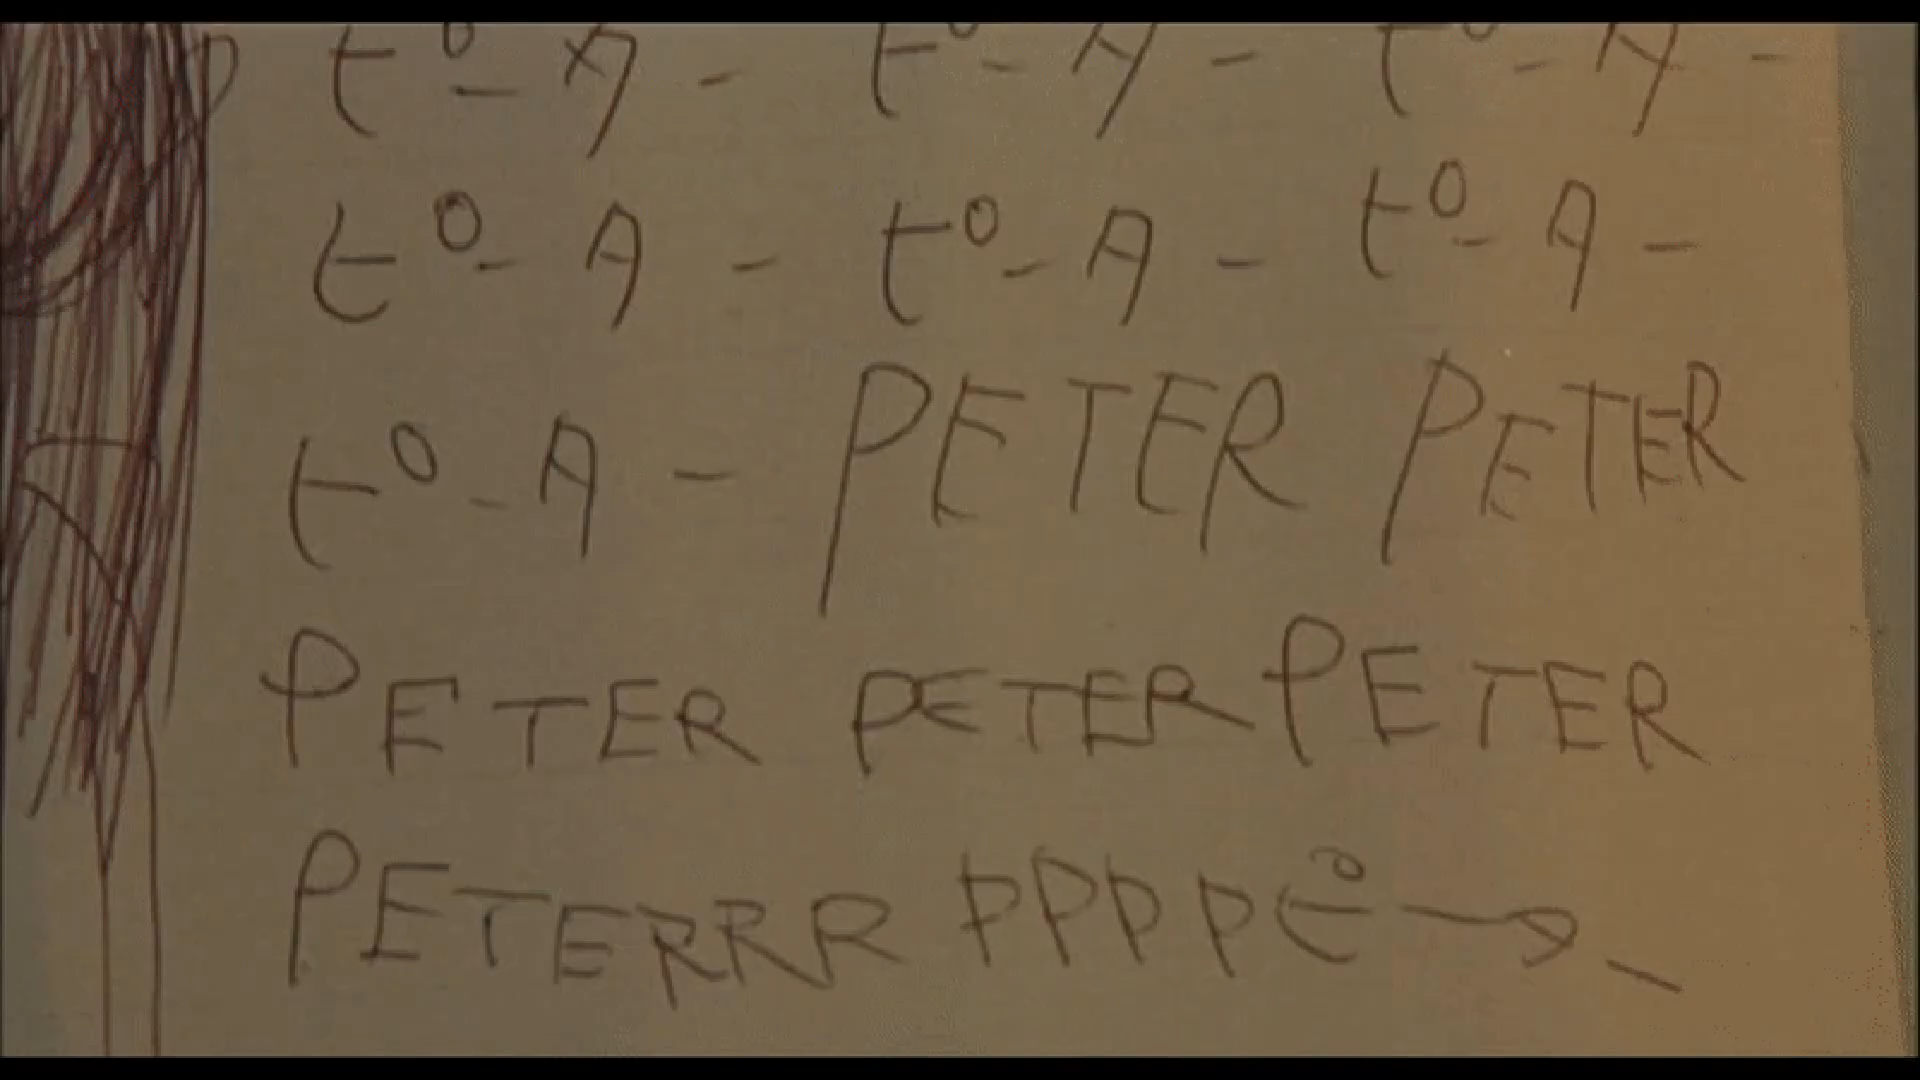 t°-A - t°-A - t°-A -
t°-A - t°-A - t°-A -
t°-A - PETER PETER
PETER PETER PETER
PETERRR PPPP